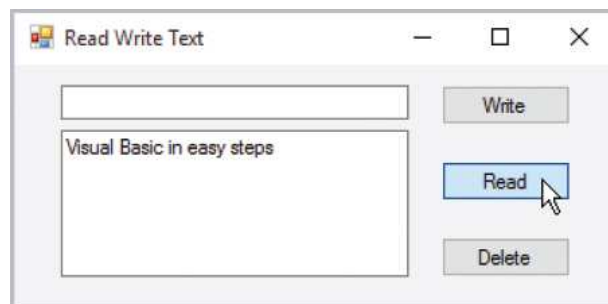 Read Write Text
Write
Visual Basic in easy steps
Read
Delete